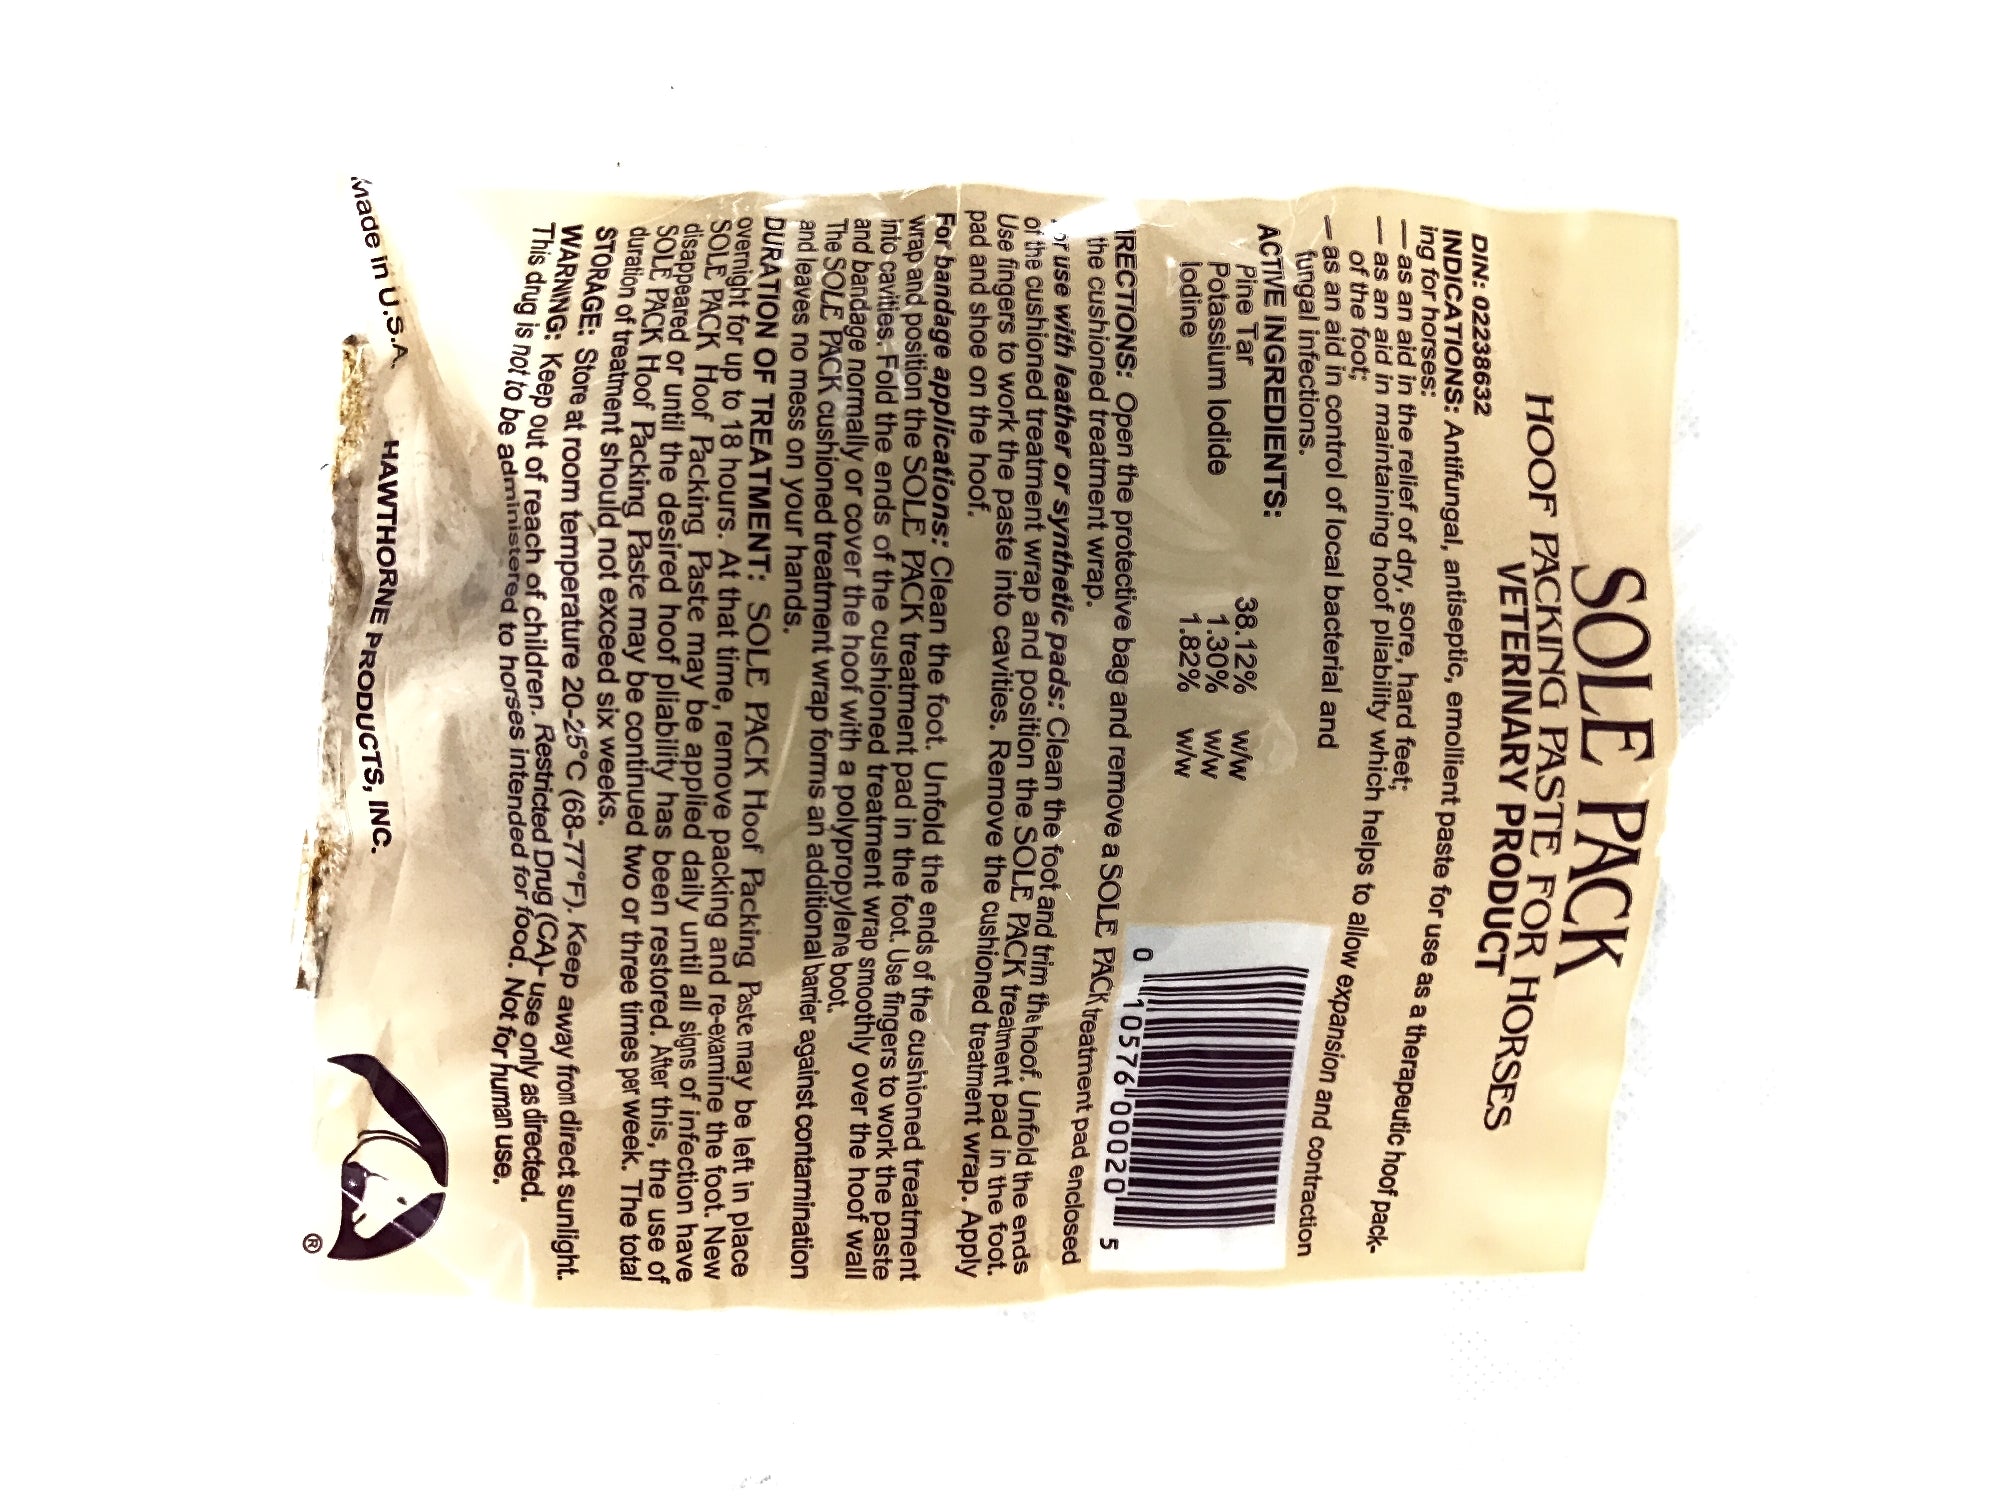 SOLE PACK
HOOF PACKING PASTE FOR HORSES
VETERINARY PRODUCT
DIN: 02238632
INDICATIONS: Antifungal, antiseptic, emollient paste for use as a therapeutic hoof pack-
ing for horses:
— as an aid in the relief of dry, sore, hard feet;
— as an aid in maintaining hoof pliability which helps to allow expansion and contraction
of the foot;
— as an aid in control of local bacterial and
fungal infections.
ACTIVE INGREDIENTS:
Pine Tar 38.12% w/w
Potassium Iodide 1.30% w/w
Iodine 1.82% w/w
0 10576 00020 5
IRECTIONS: Open the protective bag and remove a SOLE PACK treatment pad enclosed
the cushioned treatment wrap.
or use with leather or synthetic pads: Clean the foot and trim the hoof. Unfold the ends
of the cushioned treatment wrap and position the SOLE PACK treatment pad in the foot.
Use fingers to work the paste into cavities. Remove the cushioned treatment wrap. Apply
pad and shoe on the hoof.
For bandage applications: Clean the foot. Unfold the ends of the cushioned treatment
wrap and position the SOLE PACK treatment pad in the foot. Use fingers to work the paste
into cavities. Fold the ends of the cushioned treatment wrap smoothly over the hoof wall
and bandage normally or cover the hoof with a polypropylene boot.
The SOLE PACK cushioned treatment wrap forms an additional barrier against contamination
and leaves no mess on your hands.
DURATION OF TREATMENT: SOLE PACK Hoof Packing Paste may be left in place
overnight for up to 18 hours. At that time, remove packing and re-examine the foot. New
SOLE PACK Hoof Packing Paste may be applied daily until all signs of infection have
disappeared or until the desired hoof pliability has been restored. After this, the use of
SOLE PACK Hoof Packing Paste may be continued two or three times per week. The total
duration of treatment should not exceed six weeks.
STORAGE: Store at room temperature 20-25°C (68-77°F). Keep away from direct sunlight.
WARNING: Keep out of reach of children. Restricted Drug (CA)- use only as directed.
This drug is not to be administered to horses intended for food. Not for human use.
Made in U.S.A. HAWTHORNE PRODUCTS, INC. ®